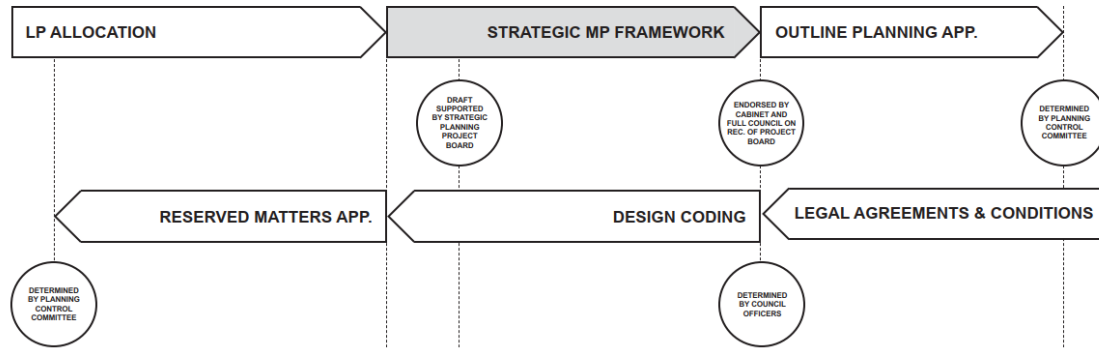 LP ALLOCATION
STRATEGIC MP FRAMEWORK
OUTLINE PLANNING APP.
DRAFT
SUPPORTED
BY STRATEGIC
PLANNING
PROJECT
BOARD
ENDORSED BY
CABINET AND
FULL COUNCIL ON
REC. OF PROJECT
BOARD
DETERMINED
BY PLANNING
CONTROL
COMMITTEE
RESERVED MATTERS APP.
DESIGN CODING
LEGAL AGREEMENTS & CONDITIONS
DETERMINED
BY PLANNING
CONTROL
COMMITTEE
DETERMINED
BY COUNCIL
OFFICERS